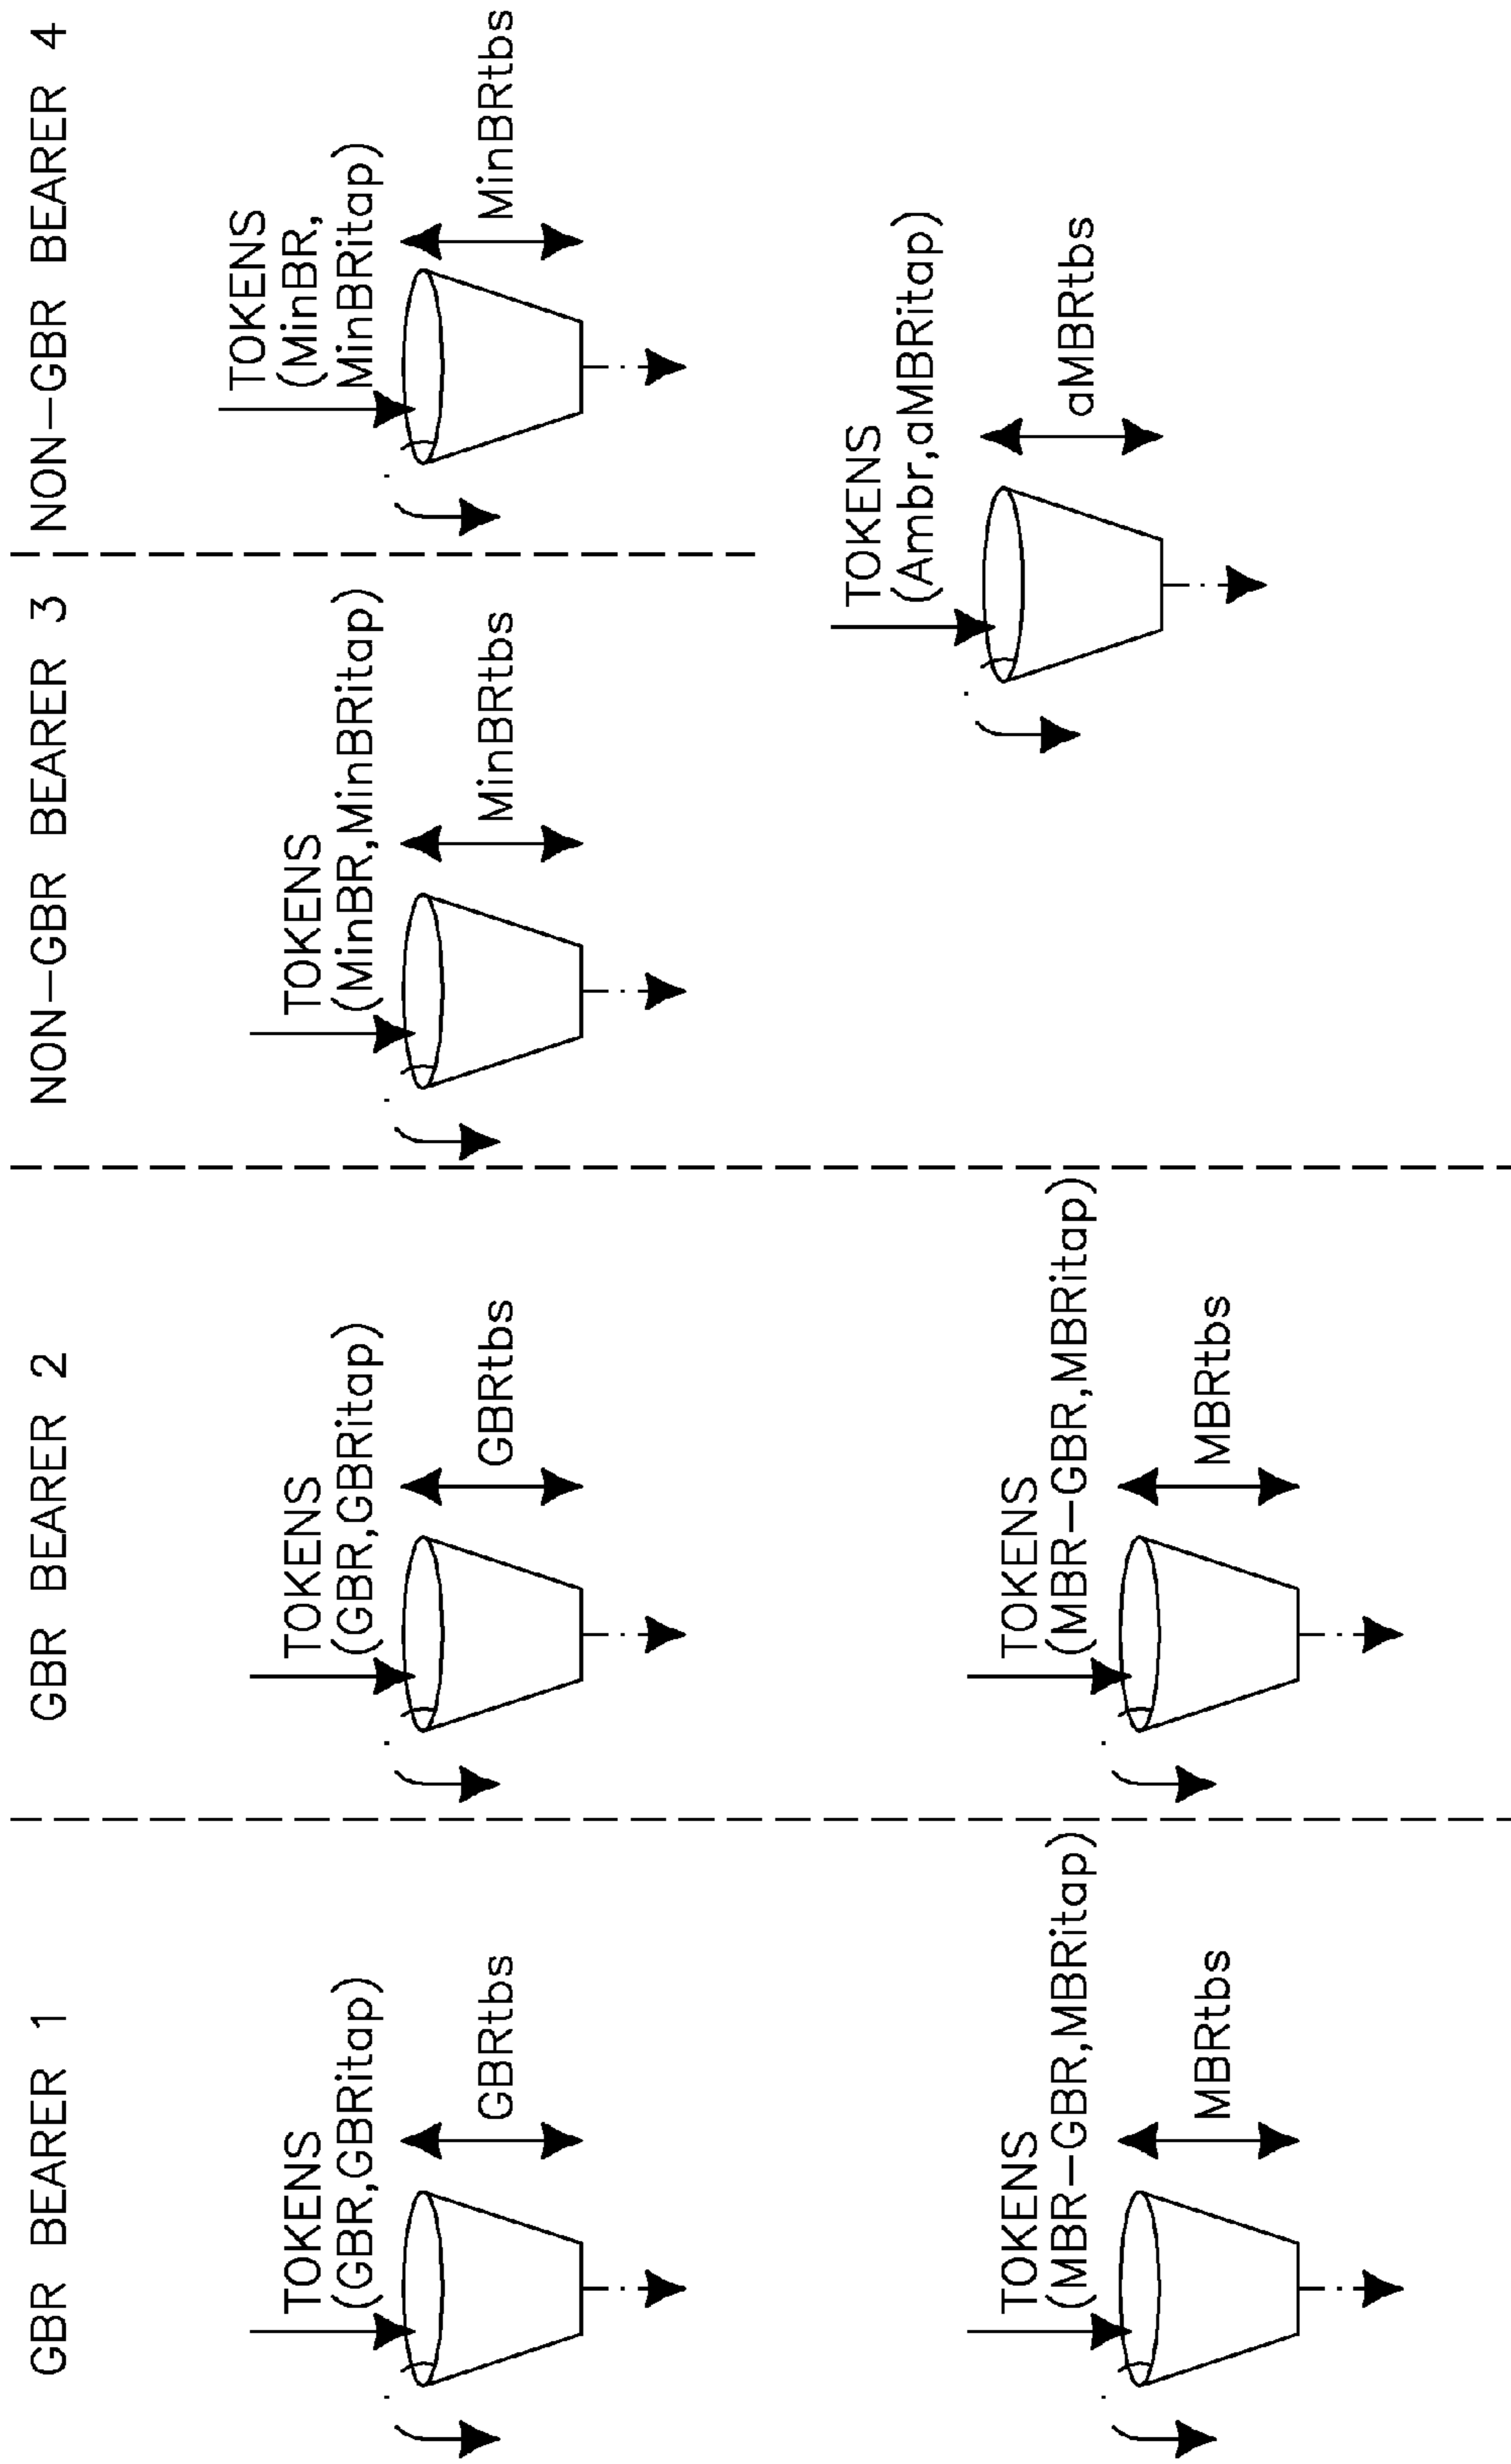 GBR BEARER 1
TOKENS
(GBR,GBRitap)
GBRtbs
TOKENS
(MBR-GBR,MBRitap)
MBRtbs
GBR BEARER 2
TOKENS
(GBR,GBRitap)
GBRtbs
TOKENS
(MBR-GBR,MBRitap)
MBRtbs
NON-GBR BEARER 3
TOKENS
(MinBR,MinBRitap)
MinBRtbs
NON-GBR BEARER 4
TOKENS
(MinBR,
MinBRitap)
MinBRtbs
TOKENS
(Ambr,aMBRitap)
aMBRtbs